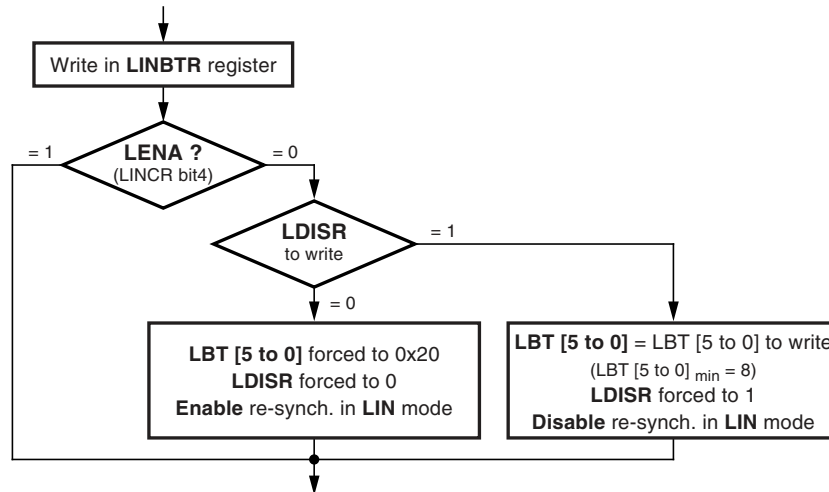 Write in LINBTR register
LENA ?
(LINCR bit4)
= 1
= 0
LDISR
to write
= 1
= 0
LBT [5 to 0] forced to 0x20
LDISR forced to 0
Enable re-synch. in LIN mode
LBT [5 to 0] = LBT [5 to 0] to write
(LBT [5 to 0] min = 8)
LDISR forced to 1
Disable re-synch. in LIN mode